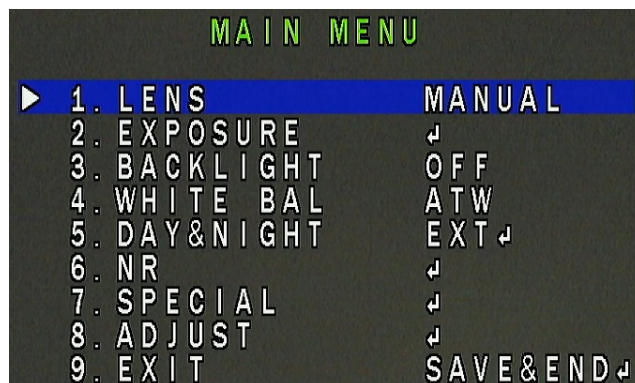 MAIN MENU
1. LENS MANUAL
2. EXPOSURE ↲
3. BACKLIGHT OFF
4. WHITE BAL ATW
5. DAY&NIGHT EXT↲
6. NR ↲
7. SPECIAL ↲
8. ADJUST ↲
9. EXIT SAVE&END↲